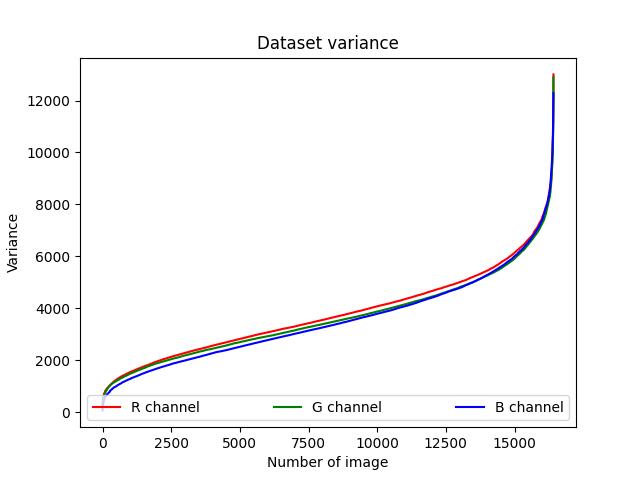 Dataset variance
12000
10000
8000
6000
4000
2000
0
Variance
R channel G channel B channel
0 2500 5000 7500 10000 12500 15000
Number of image